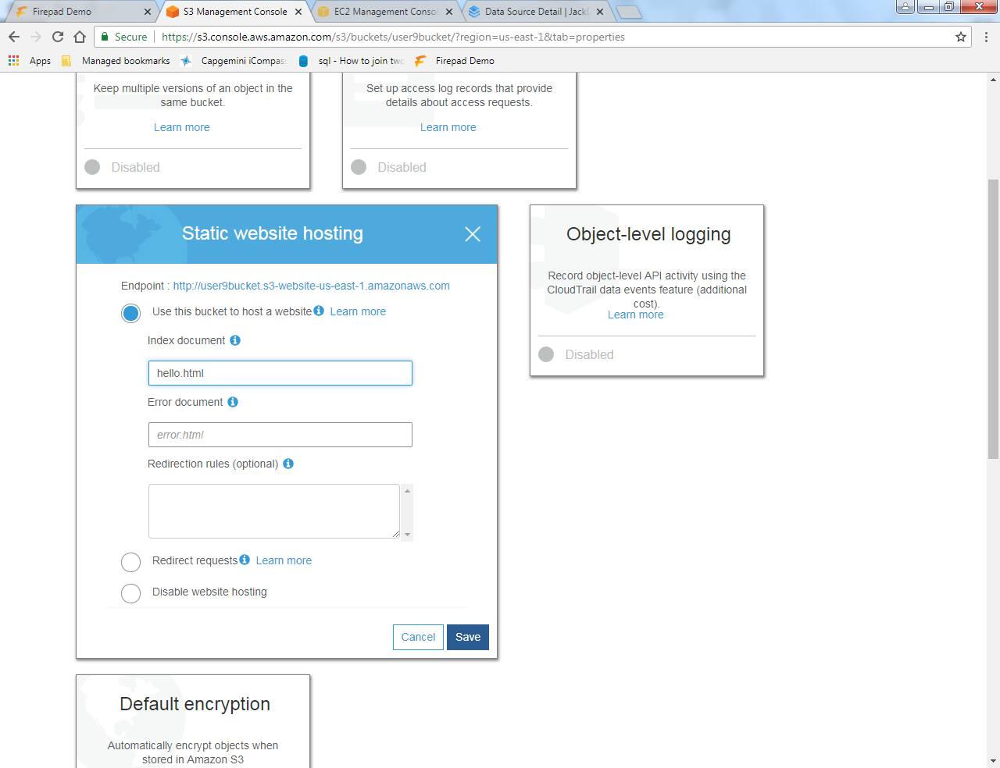 Firepad Demo
S3 Management Console
EC2 Management Consol
Data Source Detail | Jack
Secure
https://s3.console.aws.amazon.com/s3/buckets/user9bucket/?region=us-east-1&tab=properties
Apps
Managed bookmarks
Capgemini iCompass
sql - How to join two
Firepad Demo
Keep multiple versions of an object in the
same bucket.
Learn more
Disabled
Set up access log records that provide
details about access requests.
Learn more
Disabled
Static website hosting
Endpoint : http://user9bucket.s3-website-us-east-1.amazonaws.com
Use this bucket to host a website Learn more
Index document
hello.html
Error document
error.html
Redirection rules (optional)
Redirect requests Learn more
Disable website hosting
Cancel
Save
Object-level logging
Record object-level API activity using the
CloudTrail data events feature (additional
cost).
Learn more
Disabled
Default encryption
Automatically encrypt objects when
stored in Amazon S3